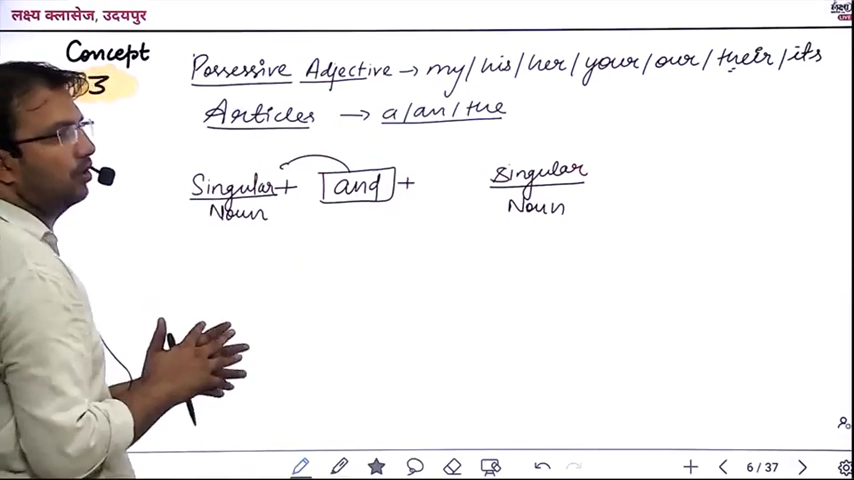 लक्ष्य क्लासेज, उदयपुर
LIVE
Concept
3
Possessive Adjective → my/his/her/your/our/their/its
Articles → a/an/the
Singular + and + singular
Noun Noun
6 / 37